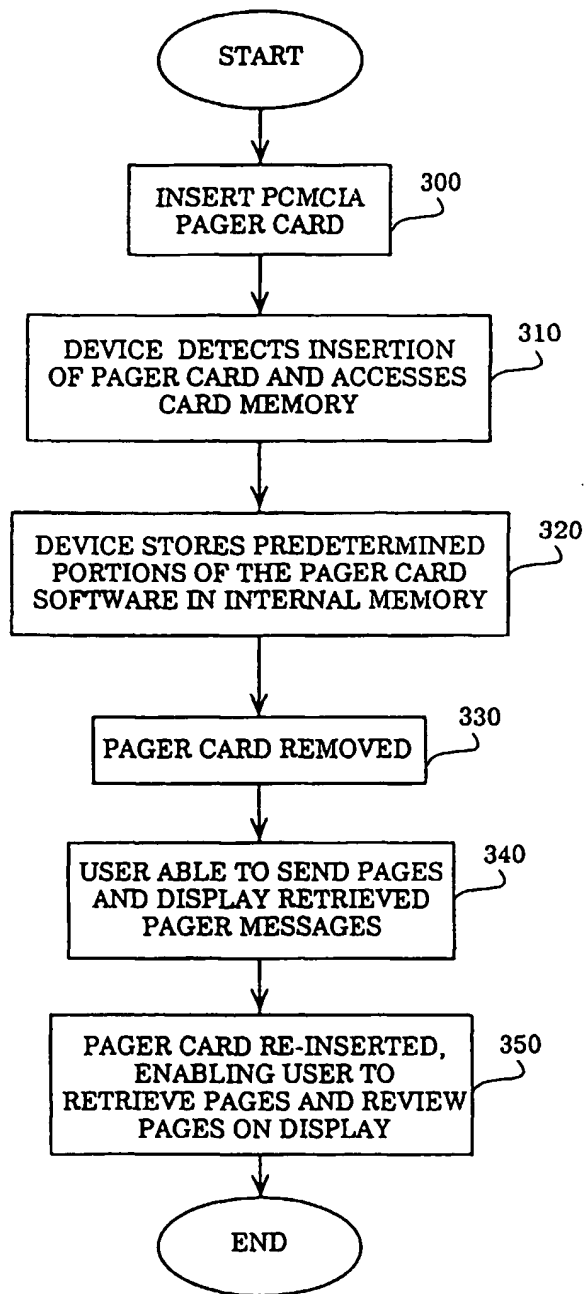 START
INSERT PCMCIA
PAGER CARD
300
DEVICE DETECTS INSERTION
OF PAGER CARD AND ACCESSES
CARD MEMORY
310
DEVICE STORES PREDETERMINED
PORTIONS OF THE PAGER CARD
SOFTWARE IN INTERNAL MEMORY
320
PAGER CARD REMOVED
330
USER ABLE TO SEND PAGES
AND DISPLAY RETRIEVED
PAGER MESSAGES
340
PAGER CARD RE-INSERTED,
ENABLING USER TO
RETRIEVE PAGES AND REVIEW
PAGES ON DISPLAY
350
END